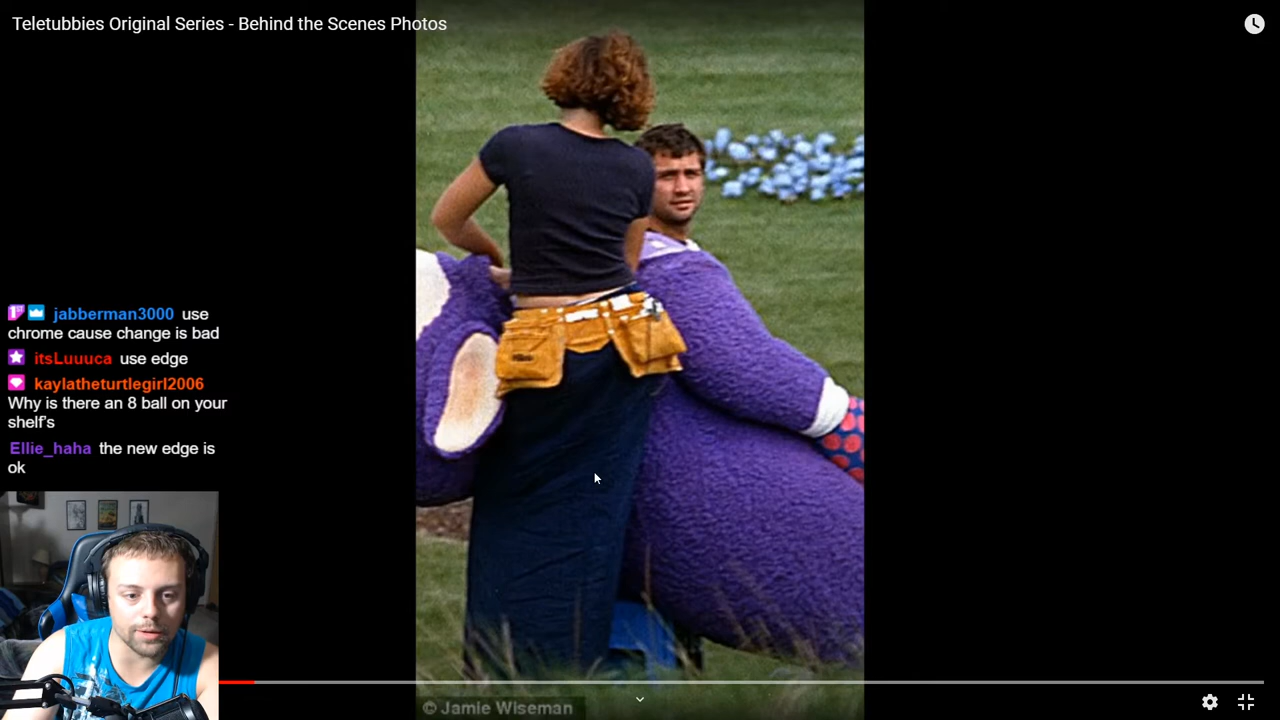 Teletubbies Original Series - Behind the Scenes Photos
jabberman3000 use
chrome cause change is bad
itsLuuuca use edge
kaylatheturtlegirl2006
Why is there an 8 ball on your
shelf's
Ellie_haha the new edge is
ok
© Jamie Wiseman